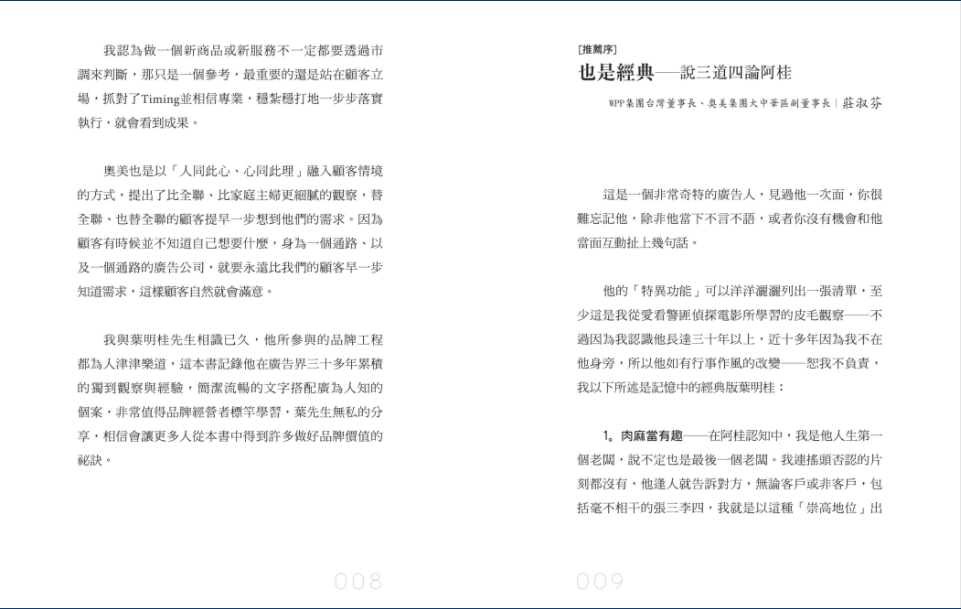 我認為做一個新商品或新服務不一定都要透過市
調來判斷，那只是一個參考，最重要的還是站在顧客立
場，抓對了Timing並相信專業，穩紮穩打地一步步落實
執行，就會看到成果。
奧美也是以「人同此心、心同此理」融入顧客情境
的方式，提出了比全聯、比家庭主婦更細膩的觀察，替
全聯、也替全聯的顧客提早一步想到他們的需求。因為
顧客有時候並不知道自己想要什麼，身為一個通路、以
及一個通路的廣告公司，就要永遠比我們的顧客早一步
知道需求，這樣顧客自然就會滿意。
我與葉明桂先生相識已久，他所參與的品牌工程
都為人津津樂道，這本書記錄他在廣告界三十多年累積
的獨到觀察與經驗，簡潔流暢的文字搭配廣為人知的
個案，非常值得品牌經營者標竿學習，葉先生無私的分
享，相信會讓更多人從本書中得到許多做好品牌價值的
祕訣。
008
[推薦序]
也是經典——說三道四論阿桂
WPP集團台灣董事長、奧美集團大中華區副董事長｜莊淑芬
這是一個非常奇特的廣告人，見過他一次面，你很
難忘記他，除非他當下不言不語，或者你沒有機會和他
當面互動扯上幾句話。
他的「特異功能」可以洋洋灑灑列出一張清單，至
少這是我從愛看警匪偵探電影所學習的皮毛觀察——不
過因為我認識他長達三十年以上，近十多年因為我不在
他身旁，所以他如有行事作風的改變——恕我不負責，
我以下所述是記憶中的經典版葉明桂：
1。肉麻當有趣——在阿桂認知中，我是他人生第一
個老闆，說不定也是最後一個老闆。我連搖頭否認的片
刻都沒有，他逢人就告訴對方，無論客戶或非客戶，包
括毫不相干的張三李四，我就是以這種「崇高地位」出
009